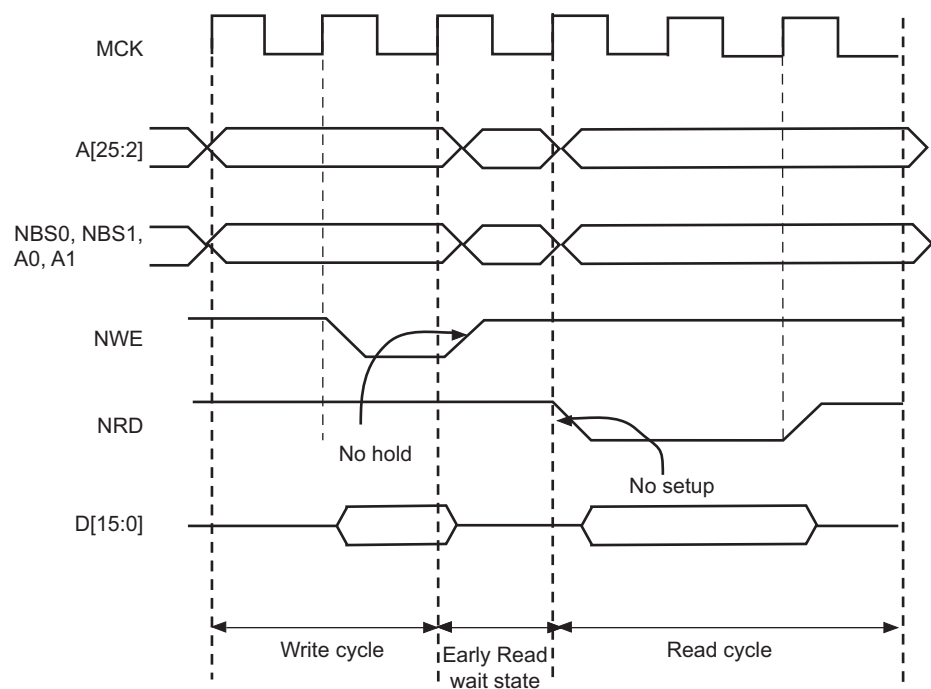 MCK
A[25:2]
NBS0, NBS1,
A0, A1
NWE
NRD
No hold
No setup
D[15:0]
Write cycle
Early Read
wait state
Read cycle